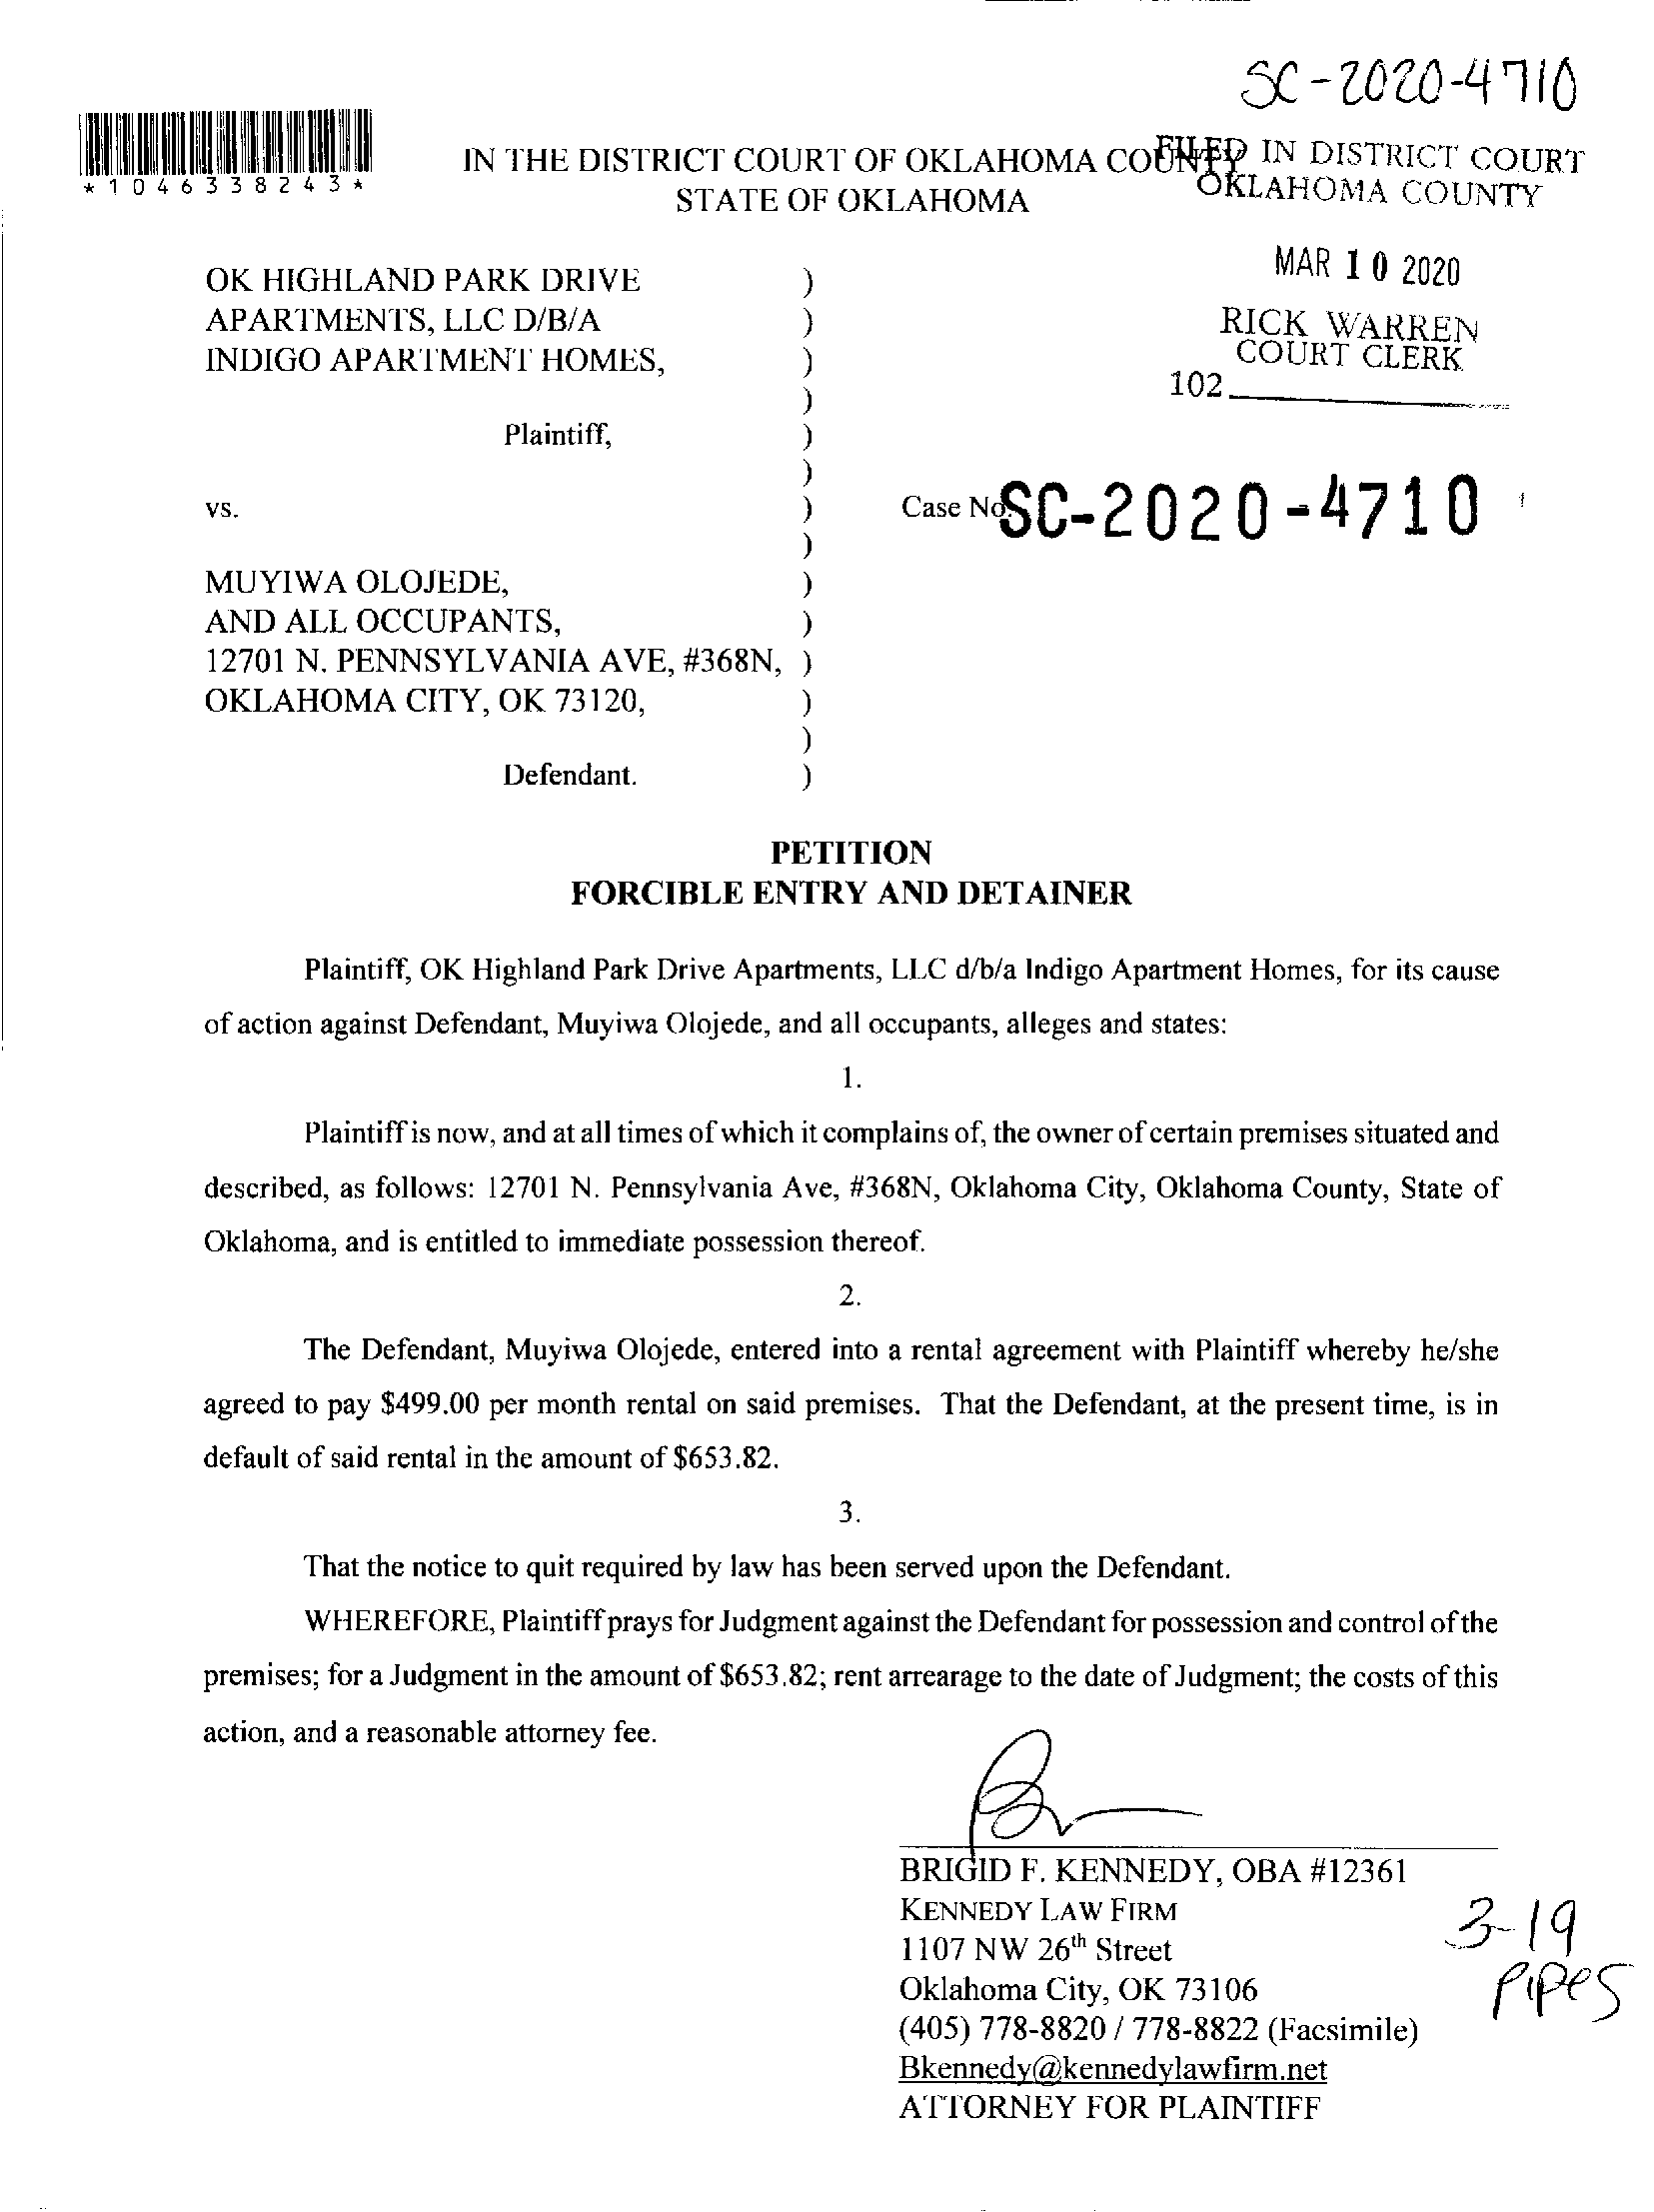 SC-2020-4710
*1046338243*
IN THE DISTRICT COURT OF OKLAHOMA COUNTY
STATE OF OKLAHOMA
FILED IN DISTRICT COURT
OKLAHOMA COUNTY
MAR 10 2020
RICK WARREN
COURT CLERK
102
OK HIGHLAND PARK DRIVE )
APARTMENTS, LLC D/B/A )
INDIGO APARTMENT HOMES, )
)
Plaintiff, )
)
vs. ) Case No. SC-2020-4710
)
MUYIWA OLOJEDE, )
AND ALL OCCUPANTS, )
12701 N. PENNSYLVANIA AVE, #368N, )
OKLAHOMA CITY, OK 73120, )
)
Defendant. )
PETITION
FORCIBLE ENTRY AND DETAINER
Plaintiff, OK Highland Park Drive Apartments, LLC d/b/a Indigo Apartment Homes, for its cause
of action against Defendant, Muyiwa Olojede, and all occupants, alleges and states:
1.
Plaintiff is now, and at all times of which it complains of, the owner of certain premises situated and
described, as follows: 12701 N. Pennsylvania Ave, #368N, Oklahoma City, Oklahoma County, State of
Oklahoma, and is entitled to immediate possession thereof.
2.
The Defendant, Muyiwa Olojede, entered into a rental agreement with Plaintiff whereby he/she
agreed to pay $499.00 per month rental on said premises. That the Defendant, at the present time, is in
default of said rental in the amount of $653.82.
3.
That the notice to quit required by law has been served upon the Defendant.
WHEREFORE, Plaintiff prays for Judgment against the Defendant for possession and control of the
premises; for a Judgment in the amount of $653.82; rent arrearage to the date of Judgment; the costs of this
action, and a reasonable attorney fee.
BRIGID F. KENNEDY, OBA #12361
KENNEDY LAW FIRM
1107 NW 26th Street
Oklahoma City, OK 73106
(405) 778-8820 / 778-8822 (Facsimile)
Bkennedy@kennedylawfirm.net
ATTORNEY FOR PLAINTIFF
3-19
PIPES